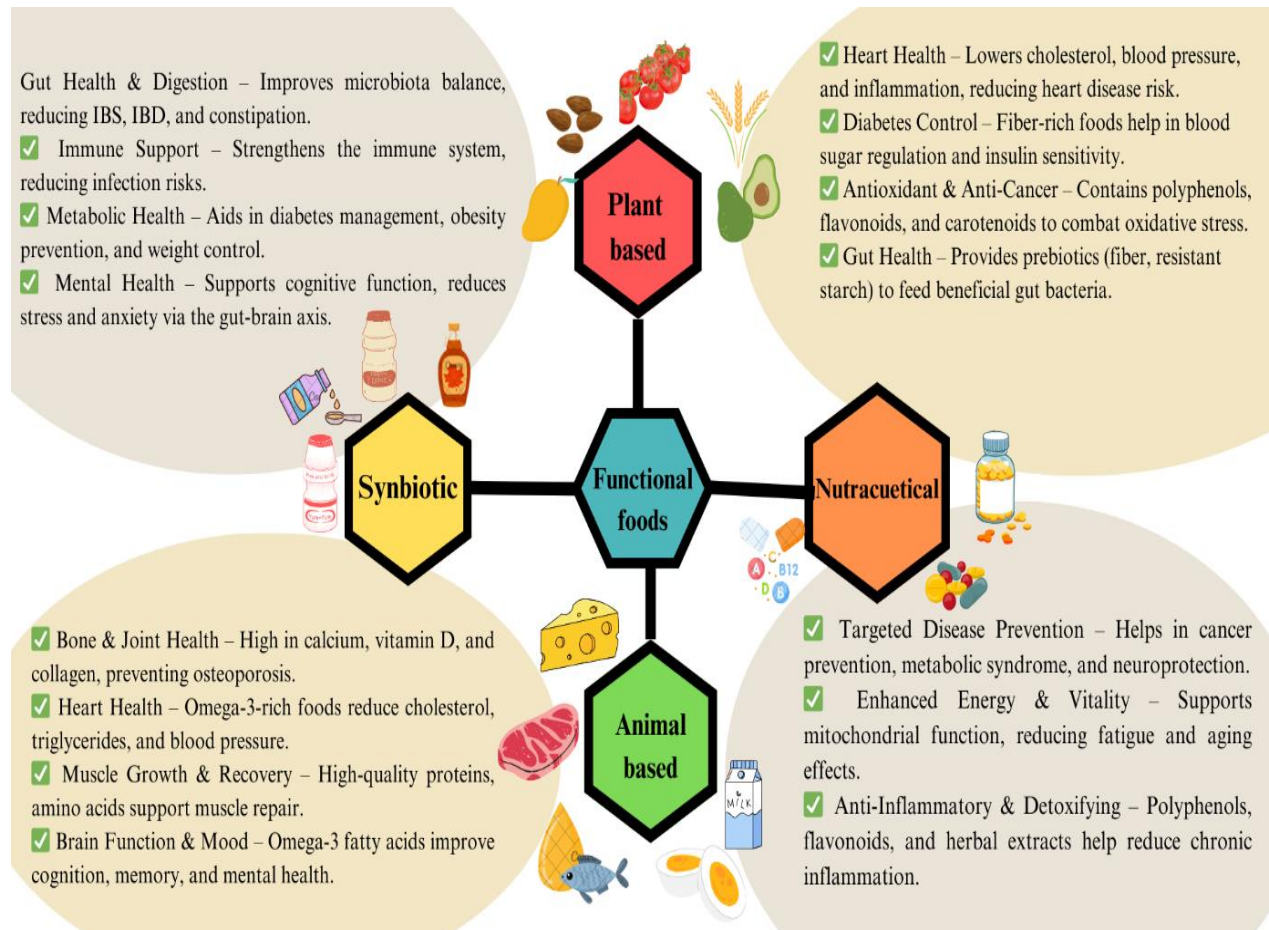 Gut Health & Digestion – Improves microbiota balance,
reducing IBS, IBD, and constipation.
✅ Immune Support – Strengthens the immune system,
reducing infection risks.
✅ Metabolic Health – Aids in diabetes management, obesity
prevention, and weight control.
✅ Mental Health – Supports cognitive function, reduces
stress and anxiety via the gut-brain axis.
✅ Heart Health – Lowers cholesterol, blood pressure,
and inflammation, reducing heart disease risk.
✅ Diabetes Control – Fiber-rich foods help in blood
sugar regulation and insulin sensitivity.
✅ Antioxidant & Anti-Cancer – Contains polyphenols,
flavonoids, and carotenoids to combat oxidative stress.
✅ Gut Health – Provides prebiotics (fiber, resistant
starch) to feed beneficial gut bacteria.
Plant
based
Synbiotic
Functional
foods
Nutracuetical
Animal
based
C
A
B12
D
B
MILK
✅ Bone & Joint Health – High in calcium, vitamin D, and
collagen, preventing osteoporosis.
✅ Heart Health – Omega-3-rich foods reduce cholesterol,
triglycerides, and blood pressure.
✅ Muscle Growth & Recovery – High-quality proteins,
amino acids support muscle repair.
✅ Brain Function & Mood – Omega-3 fatty acids improve
cognition, memory, and mental health.
✅ Targeted Disease Prevention – Helps in cancer
prevention, metabolic syndrome, and neuroprotection.
✅ Enhanced Energy & Vitality – Supports
mitochondrial function, reducing fatigue and aging
effects.
✅ Anti-Inflammatory & Detoxifying – Polyphenols,
flavonoids, and herbal extracts help reduce chronic
inflammation.